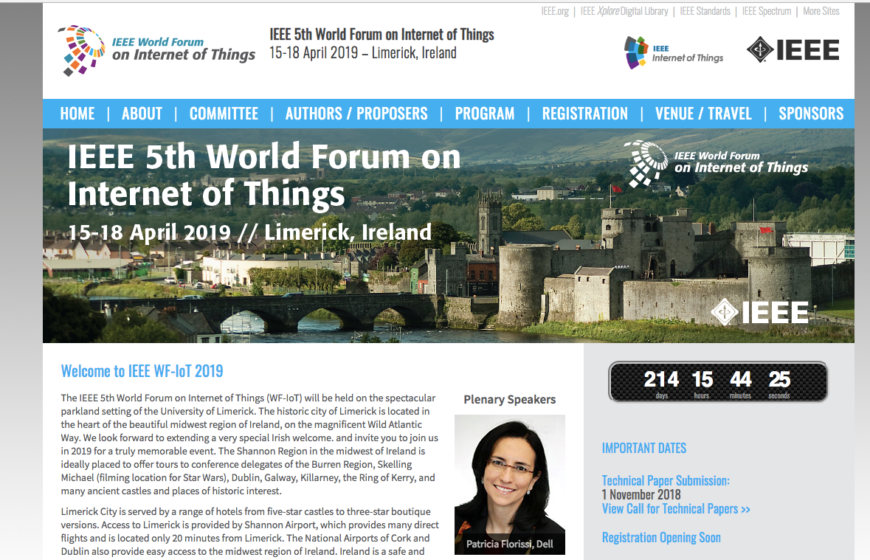 IEEE.org | IEEE Xplore Digital Library | IEEE Standards | IEEE Spectrum | More Sites
IEEE World Forum
on Internet of Things
IEEE 5th World Forum on Internet of Things
15-18 April 2019 – Limerick, Ireland
IEEE
Internet of Things
IEEE
HOME | ABOUT | COMMITTEE | AUTHORS / PROPOSERS | PROGRAM | REGISTRATION | VENUE / TRAVEL | SPONSORS
IEEE 5th World Forum on
Internet of Things
15-18 April 2019 // Limerick, Ireland
IEEE World Forum
on Internet of Things
IEEE
Welcome to IEEE WF-IoT 2019
The IEEE 5th World Forum on Internet of Things (WF-IoT) will be held on the spectacular
parkland setting of the University of Limerick. The historic city of Limerick is located in
the heart of the beautiful midwest region of Ireland, on the magnificent Wild Atlantic
Way. We look forward to extending a very special Irish welcome. and invite you to join us
in 2019 for a truly memorable event. The Shannon Region in the midwest of Ireland is
ideally placed to offer tours to conference delegates of the Burren Region, Skelling
Michael (filming location for Star Wars), Dublin, Galway, Killarney, the Ring of Kerry, and
many ancient castles and places of historic interest.
Limerick City is served by a range of hotels from five-star castles to three-star boutique
versions. Access to Limerick is provided by Shannon Airport, which provides many direct
flights and is located only 20 minutes from Limerick. The National Airports of Cork and
Dublin also provide easy access to the midwest region of Ireland. Ireland is a safe and
Plenary Speakers
Patricia Florissi, Dell
214 15 44 25
days hours minutes seconds
IMPORTANT DATES
Technical Paper Submission:
1 November 2018
View Call for Technical Papers >>
Registration Opening Soon